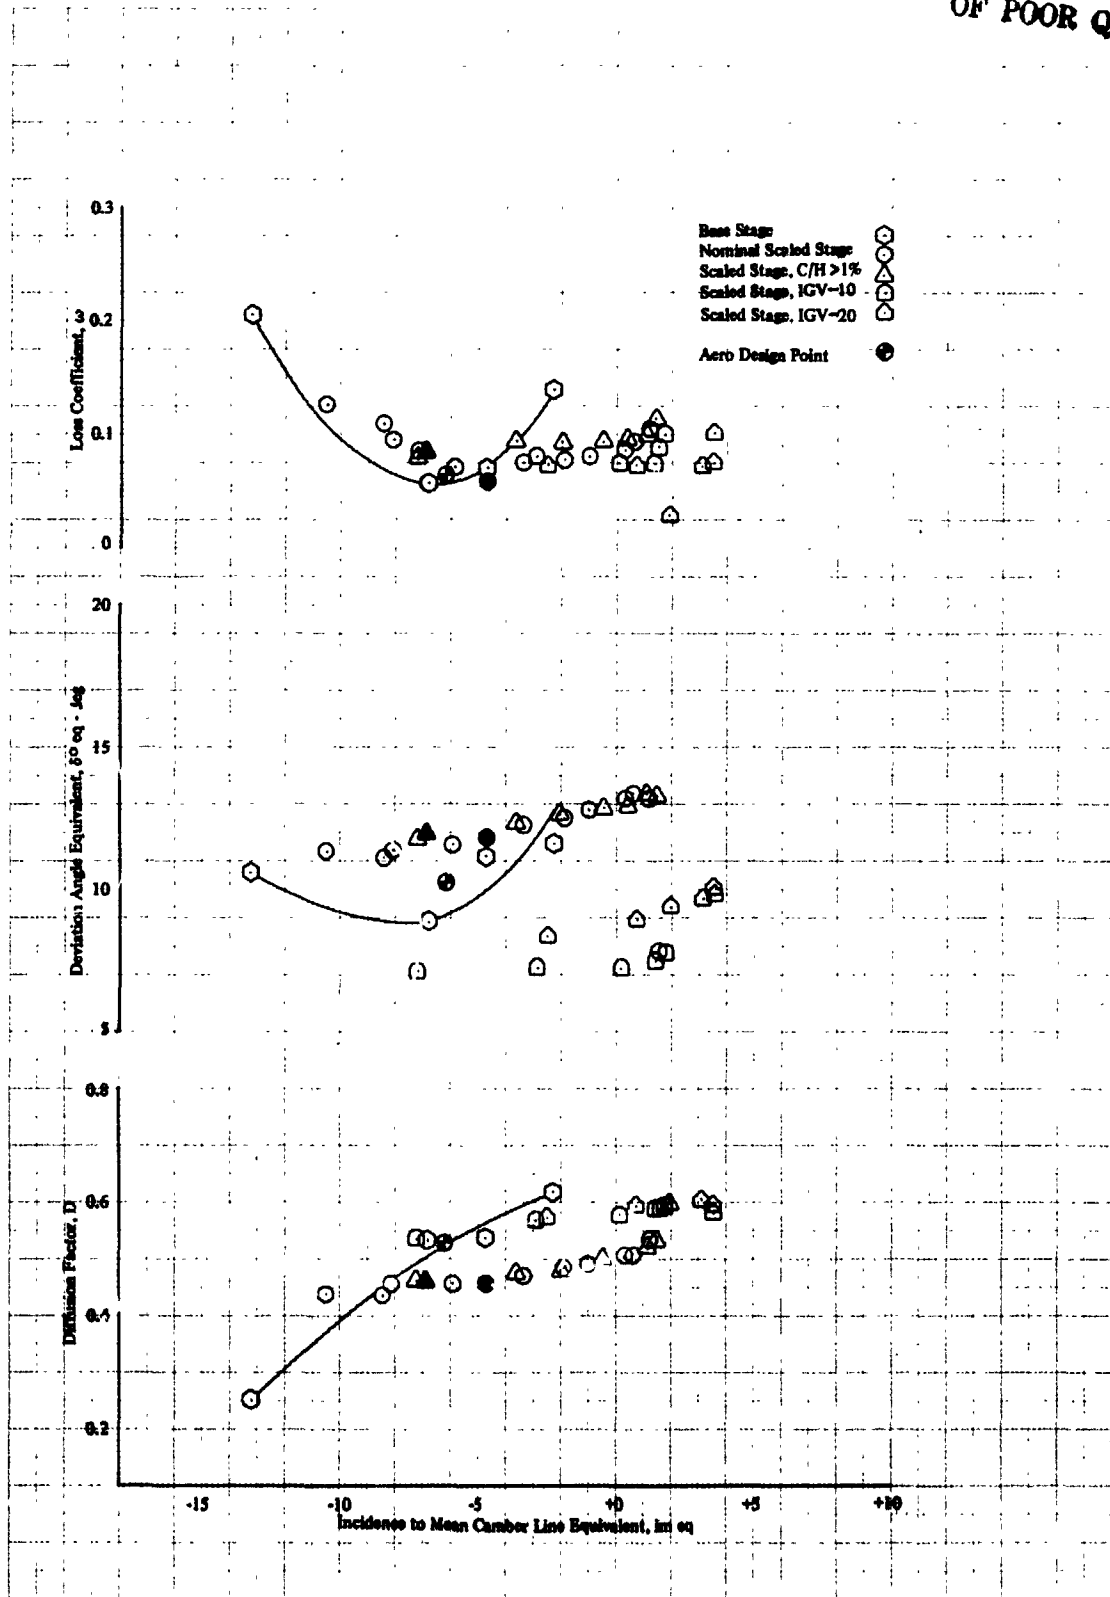 OF POOR Q
0.3
0.2
0.1
0
Loss Coefficient, ω
Base Stage
Nominal Scaled Stage
Scaled Stage, C/H >1%
Scaled Stage, IGV-10
Scaled Stage, IGV-20
Aero Design Point
20
15
10
5
Deviation Angle Equivalent, δ° eq - deg
0.8
0.6
0.4
0.2
Diffusion Factor, D
-15
-10
-5
+0
+5
+10
Incidence to Mean Camber Line Equivalent, im eq